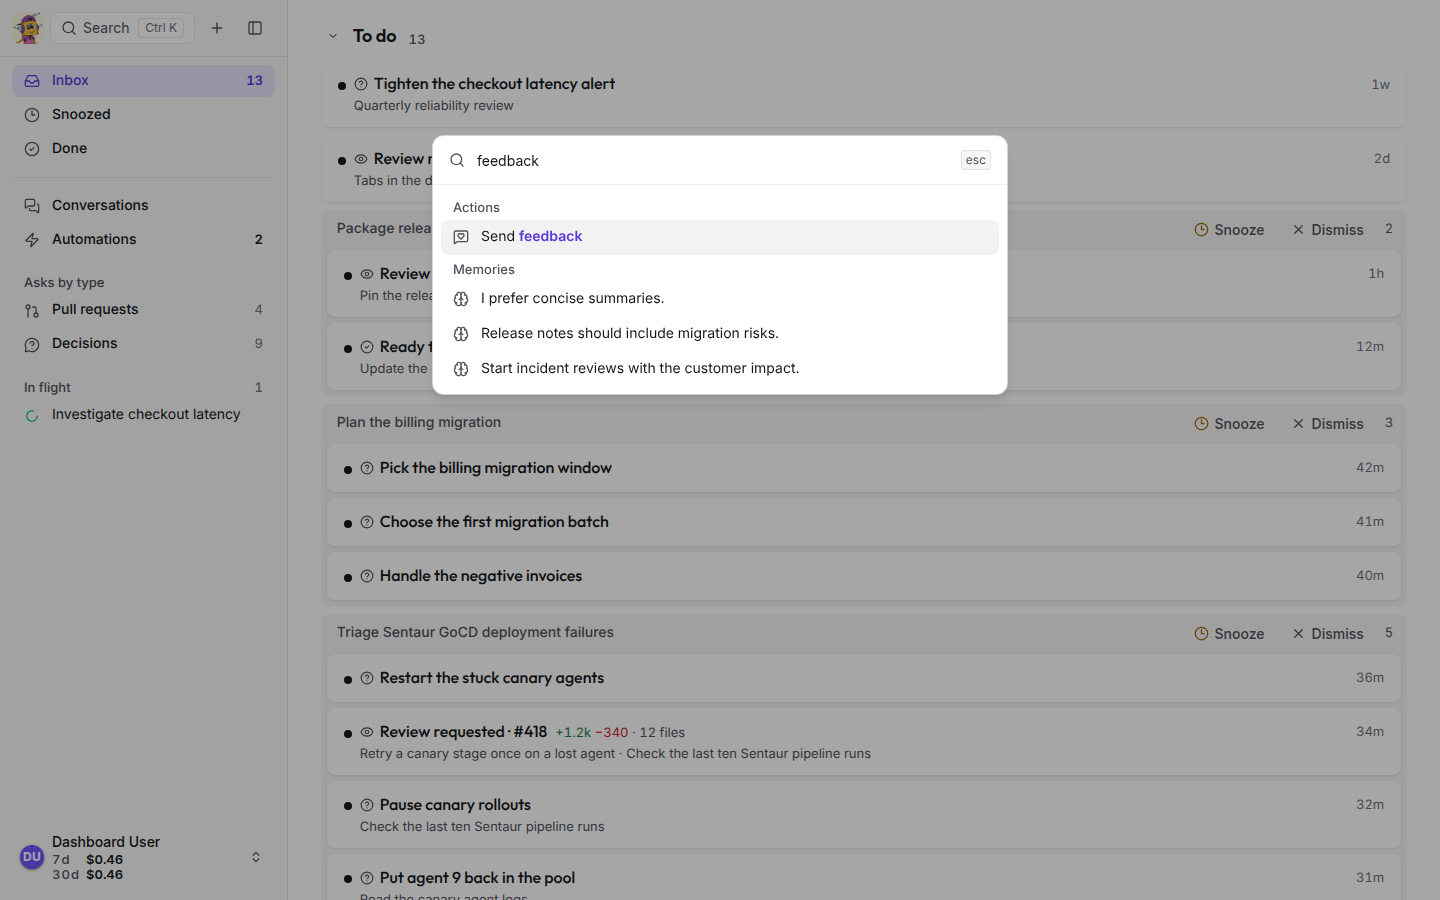 Search Ctrl K
Inbox 13
Snoozed
Done
Conversations
Automations 2
Asks by type
Pull requests 4
Decisions 9
In flight 1
Investigate checkout latency
DU Dashboard User
7d $0.46
30d $0.46
To do 13
Tighten the checkout latency alert 1w
Quarterly reliability review
Review 2d
Tabs in the
feedback esc
Actions
Send feedback
Memories
I prefer concise summaries.
Release notes should include migration risks.
Start incident reviews with the customer impact.
Package Snooze Dismiss 2
Review 1h
Pin the
Ready 12m
Update the
Plan the billing migration Snooze Dismiss 3
Pick the billing migration window 42m
Choose the first migration batch 41m
Handle the negative invoices 40m
Triage Sentaur GoCD deployment failures Snooze Dismiss 5
Restart the stuck canary agents 36m
Review requested · #418 +1.2k −340 · 12 files 34m
Retry a canary stage once on a lost agent · Check the last ten Sentaur pipeline runs
Pause canary rollouts 32m
Check the last ten Sentaur pipeline runs
Put agent 9 back in the pool 31m
Read the canary agent logs